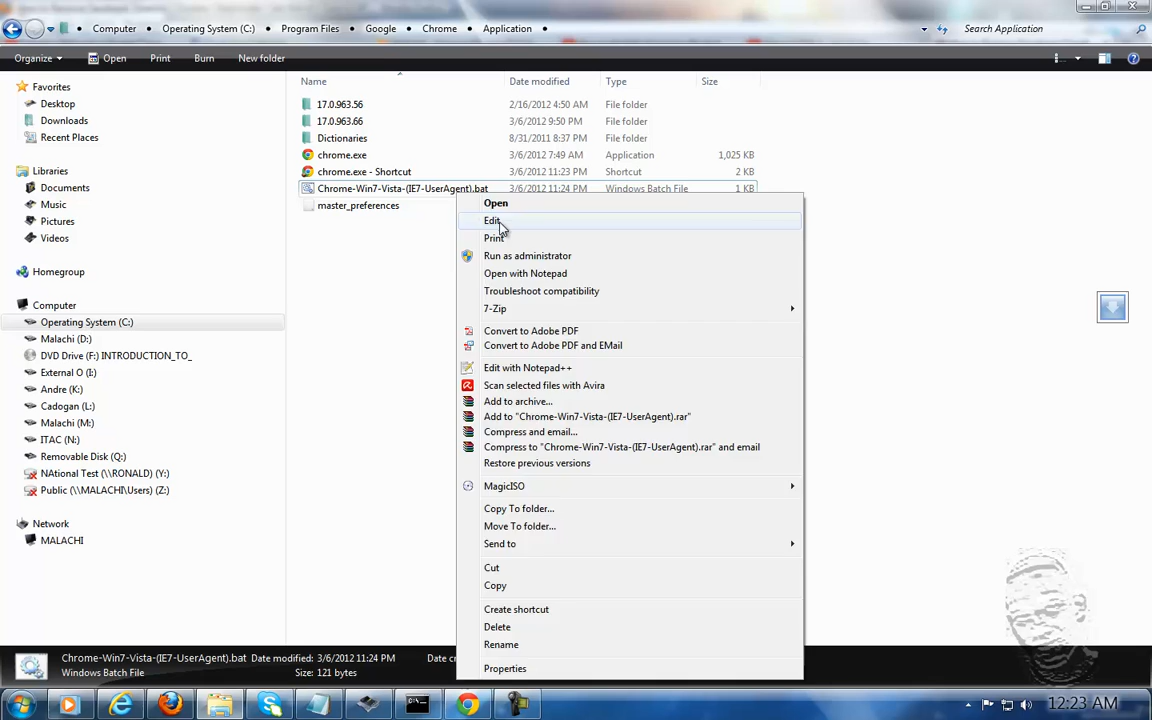 Computer ▸ Operating System (C:) ▸ Program Files ▸ Google ▸ Chrome ▸ Application ▸
Search Application
Organize ▾ Open Print Burn New folder
Name Date modified Type Size
Favorites
Desktop
Downloads
Recent Places
Libraries
Documents
Music
Pictures
Videos
Homegroup
Computer
Operating System (C:)
Malachi (D:)
DVD Drive (F:) INTRODUCTION_TO_
External O (I:)
Andre (K:)
Cadogan (L:)
Malachi (M:)
ITAC (N:)
Removable Disk (Q:)
NAtional Test (\\RONALD) (Y:)
Public (\\MALACHI\Users) (Z:)
Network
MALACHI
17.0.963.56 2/16/2012 4:50 AM File folder
17.0.963.66 3/6/2012 9:50 PM File folder
Dictionaries 8/31/2011 8:37 PM File folder
chrome.exe 3/6/2012 7:49 AM Application 1,025 KB
chrome.exe - Shortcut 3/6/2012 11:23 PM Shortcut 2 KB
Chrome-Win7-Vista-(IE7-UserAgent).bat 3/6/2012 11:24 PM Windows Batch File 1 KB
master_preferences
Open
Edit
Print
Run as administrator
Open with Notepad
Troubleshoot compatibility
7-Zip
Convert to Adobe PDF
Convert to Adobe PDF and EMail
Edit with Notepad++
Scan selected files with Avira
Add to archive...
Add to "Chrome-Win7-Vista-(IE7-UserAgent).rar"
Compress and email...
Compress to "Chrome-Win7-Vista-(IE7-UserAgent).rar" and email
Restore previous versions
MagicISO
Copy To folder...
Move To folder...
Send to
Cut
Copy
Create shortcut
Delete
Rename
Properties
Chrome-Win7-Vista-(IE7-UserAgent).bat Date modified: 3/6/2012 11:24 PM Date
Windows Batch File Size: 121 bytes
12:23 AM